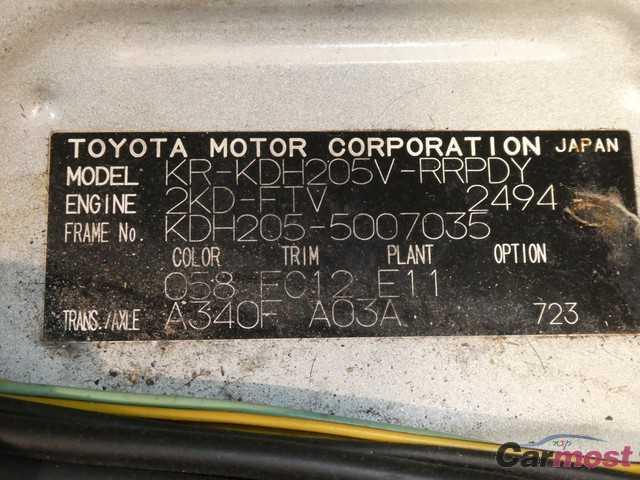 TOYOTA MOTOR CORPORATION JAPAN
MODEL KR-KDH205V-RRPDY
ENGINE 2KD-FTV 2494
FRAME No. KDH205-5007035
COLOR TRIM PLANT OPTION
058 FC12 E11
TRANS./AXLE A340F A03A 723
Carmost